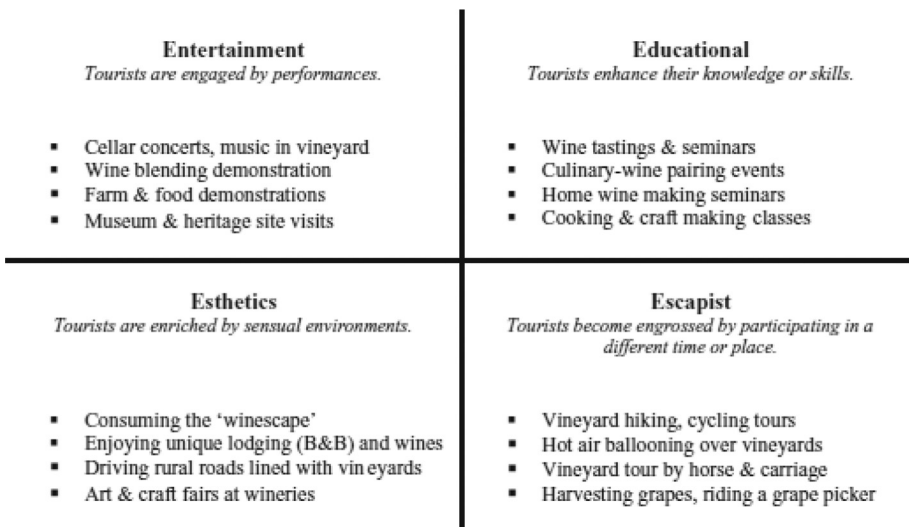 Entertainment
Tourists are engaged by performances.
▪ Cellar concerts, music in vineyard
▪ Wine blending demonstration
▪ Farm & food demonstrations
▪ Museum & heritage site visits
Educational
Tourists enhance their knowledge or skills.
▪ Wine tastings & seminars
▪ Culinary-wine pairing events
▪ Home wine making seminars
▪ Cooking & craft making classes
Esthetics
Tourists are enriched by sensual environments.
▪ Consuming the ‘winescape’
▪ Enjoying unique lodging (B&B) and wines
▪ Driving rural roads lined with vineyards
▪ Art & craft fairs at wineries
Escapist
Tourists become engrossed by participating in a
different time or place.
▪ Vineyard hiking, cycling tours
▪ Hot air ballooning over vineyards
▪ Vineyard tour by horse & carriage
▪ Harvesting grapes, riding a grape picker